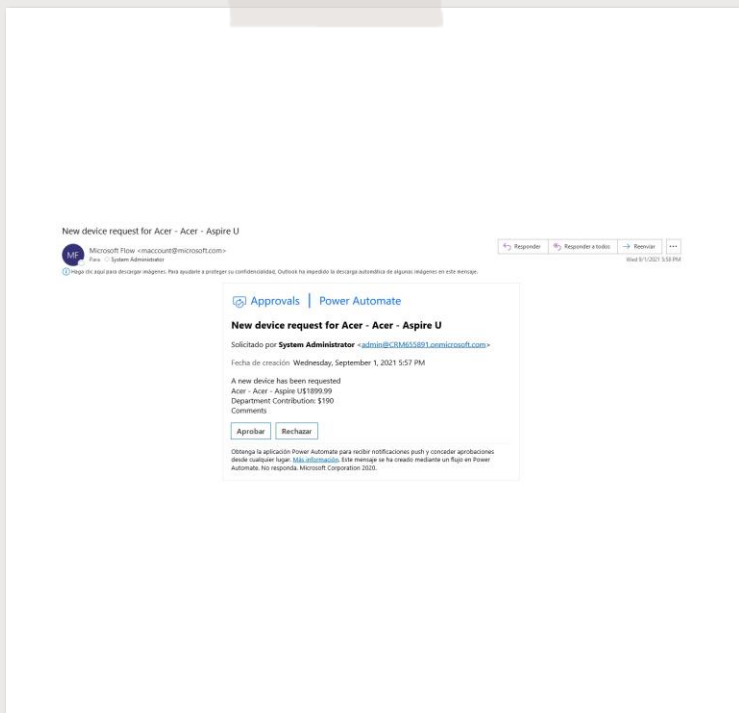 New device request for Acer - Acer - Aspire U
MF
Microsoft Flow <maccount@microsoft.com>
Para System Administrator
Responder
Responder a todos
Reenviar
...
Wed 9/1/2021 5:58 PM
Haga clic aquí para descargar imágenes. Para ayudarle a proteger su confidencialidad, Outlook ha impedido la descarga automática de algunas imágenes en este mensaje.
Approvals | Power Automate
New device request for Acer - Acer - Aspire U
Solicitado por System Administrator <admin@CRM655891.onmicrosoft.com>
Fecha de creación Wednesday, September 1, 2021 5:57 PM
A new device has been requested
Acer - Acer - Aspire U$1899.99
Department Contribution: $190
Comments
Aprobar
Rechazar
Obtenga la aplicación Power Automate para recibir notificaciones push y conceder aprobaciones
desde cualquier lugar. Más información. Este mensaje se ha creado mediante un flujo en Power
Automate. No responda. Microsoft Corporation 2020.